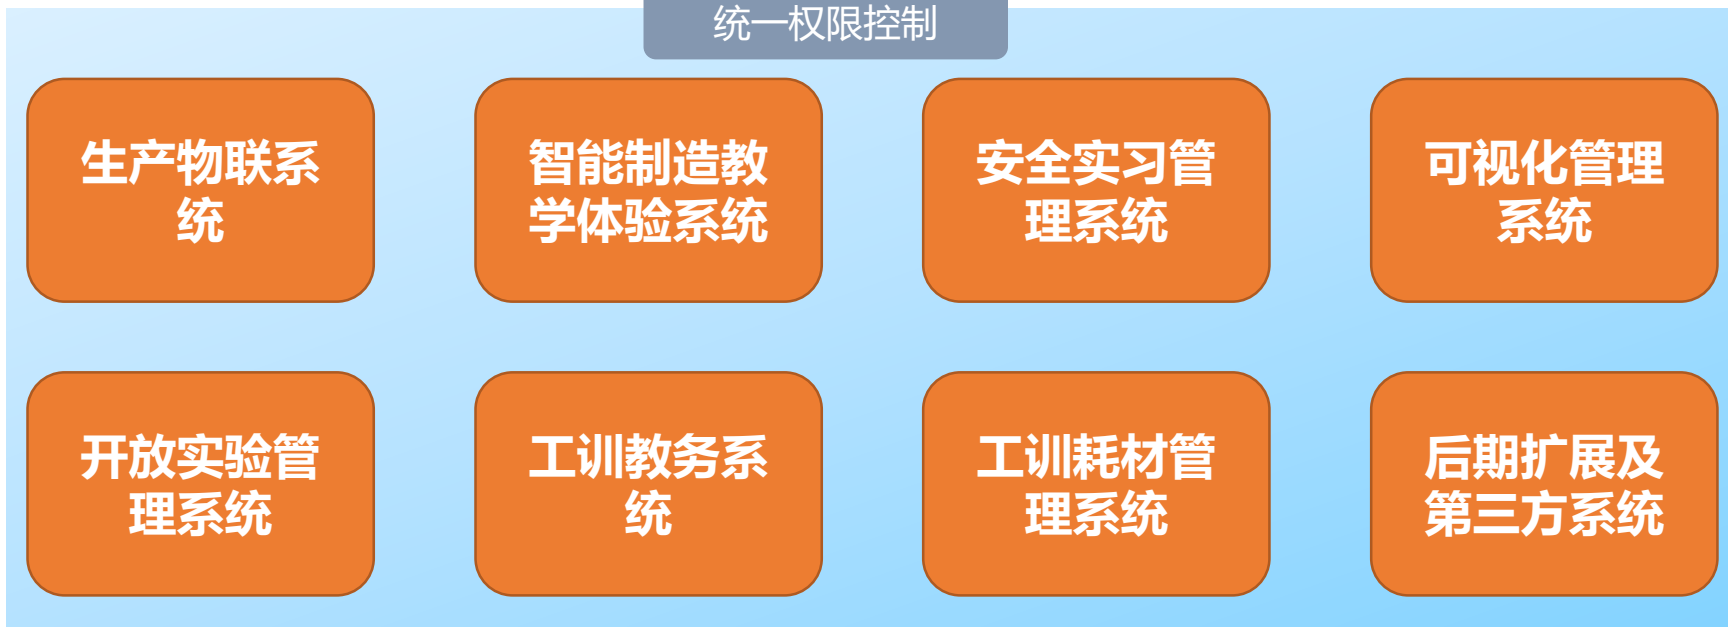 统一权限控制
生产物联系
统
智能制造教
学体验系统
安全实习管
理系统
可视化管理
系统
开放实验管
理系统
工训教务系
统
工训耗材管
理系统
后期扩展及
第三方系统